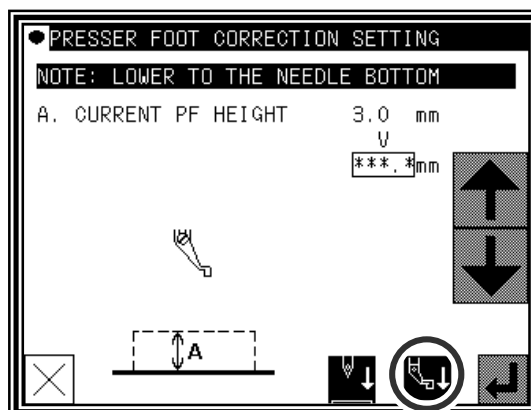 PRESSER FOOT CORRECTION SETTING
NOTE: LOWER TO THE NEEDLE BOTTOM
A. CURRENT PF HEIGHT 3.0 mm
V
***.*mm
A